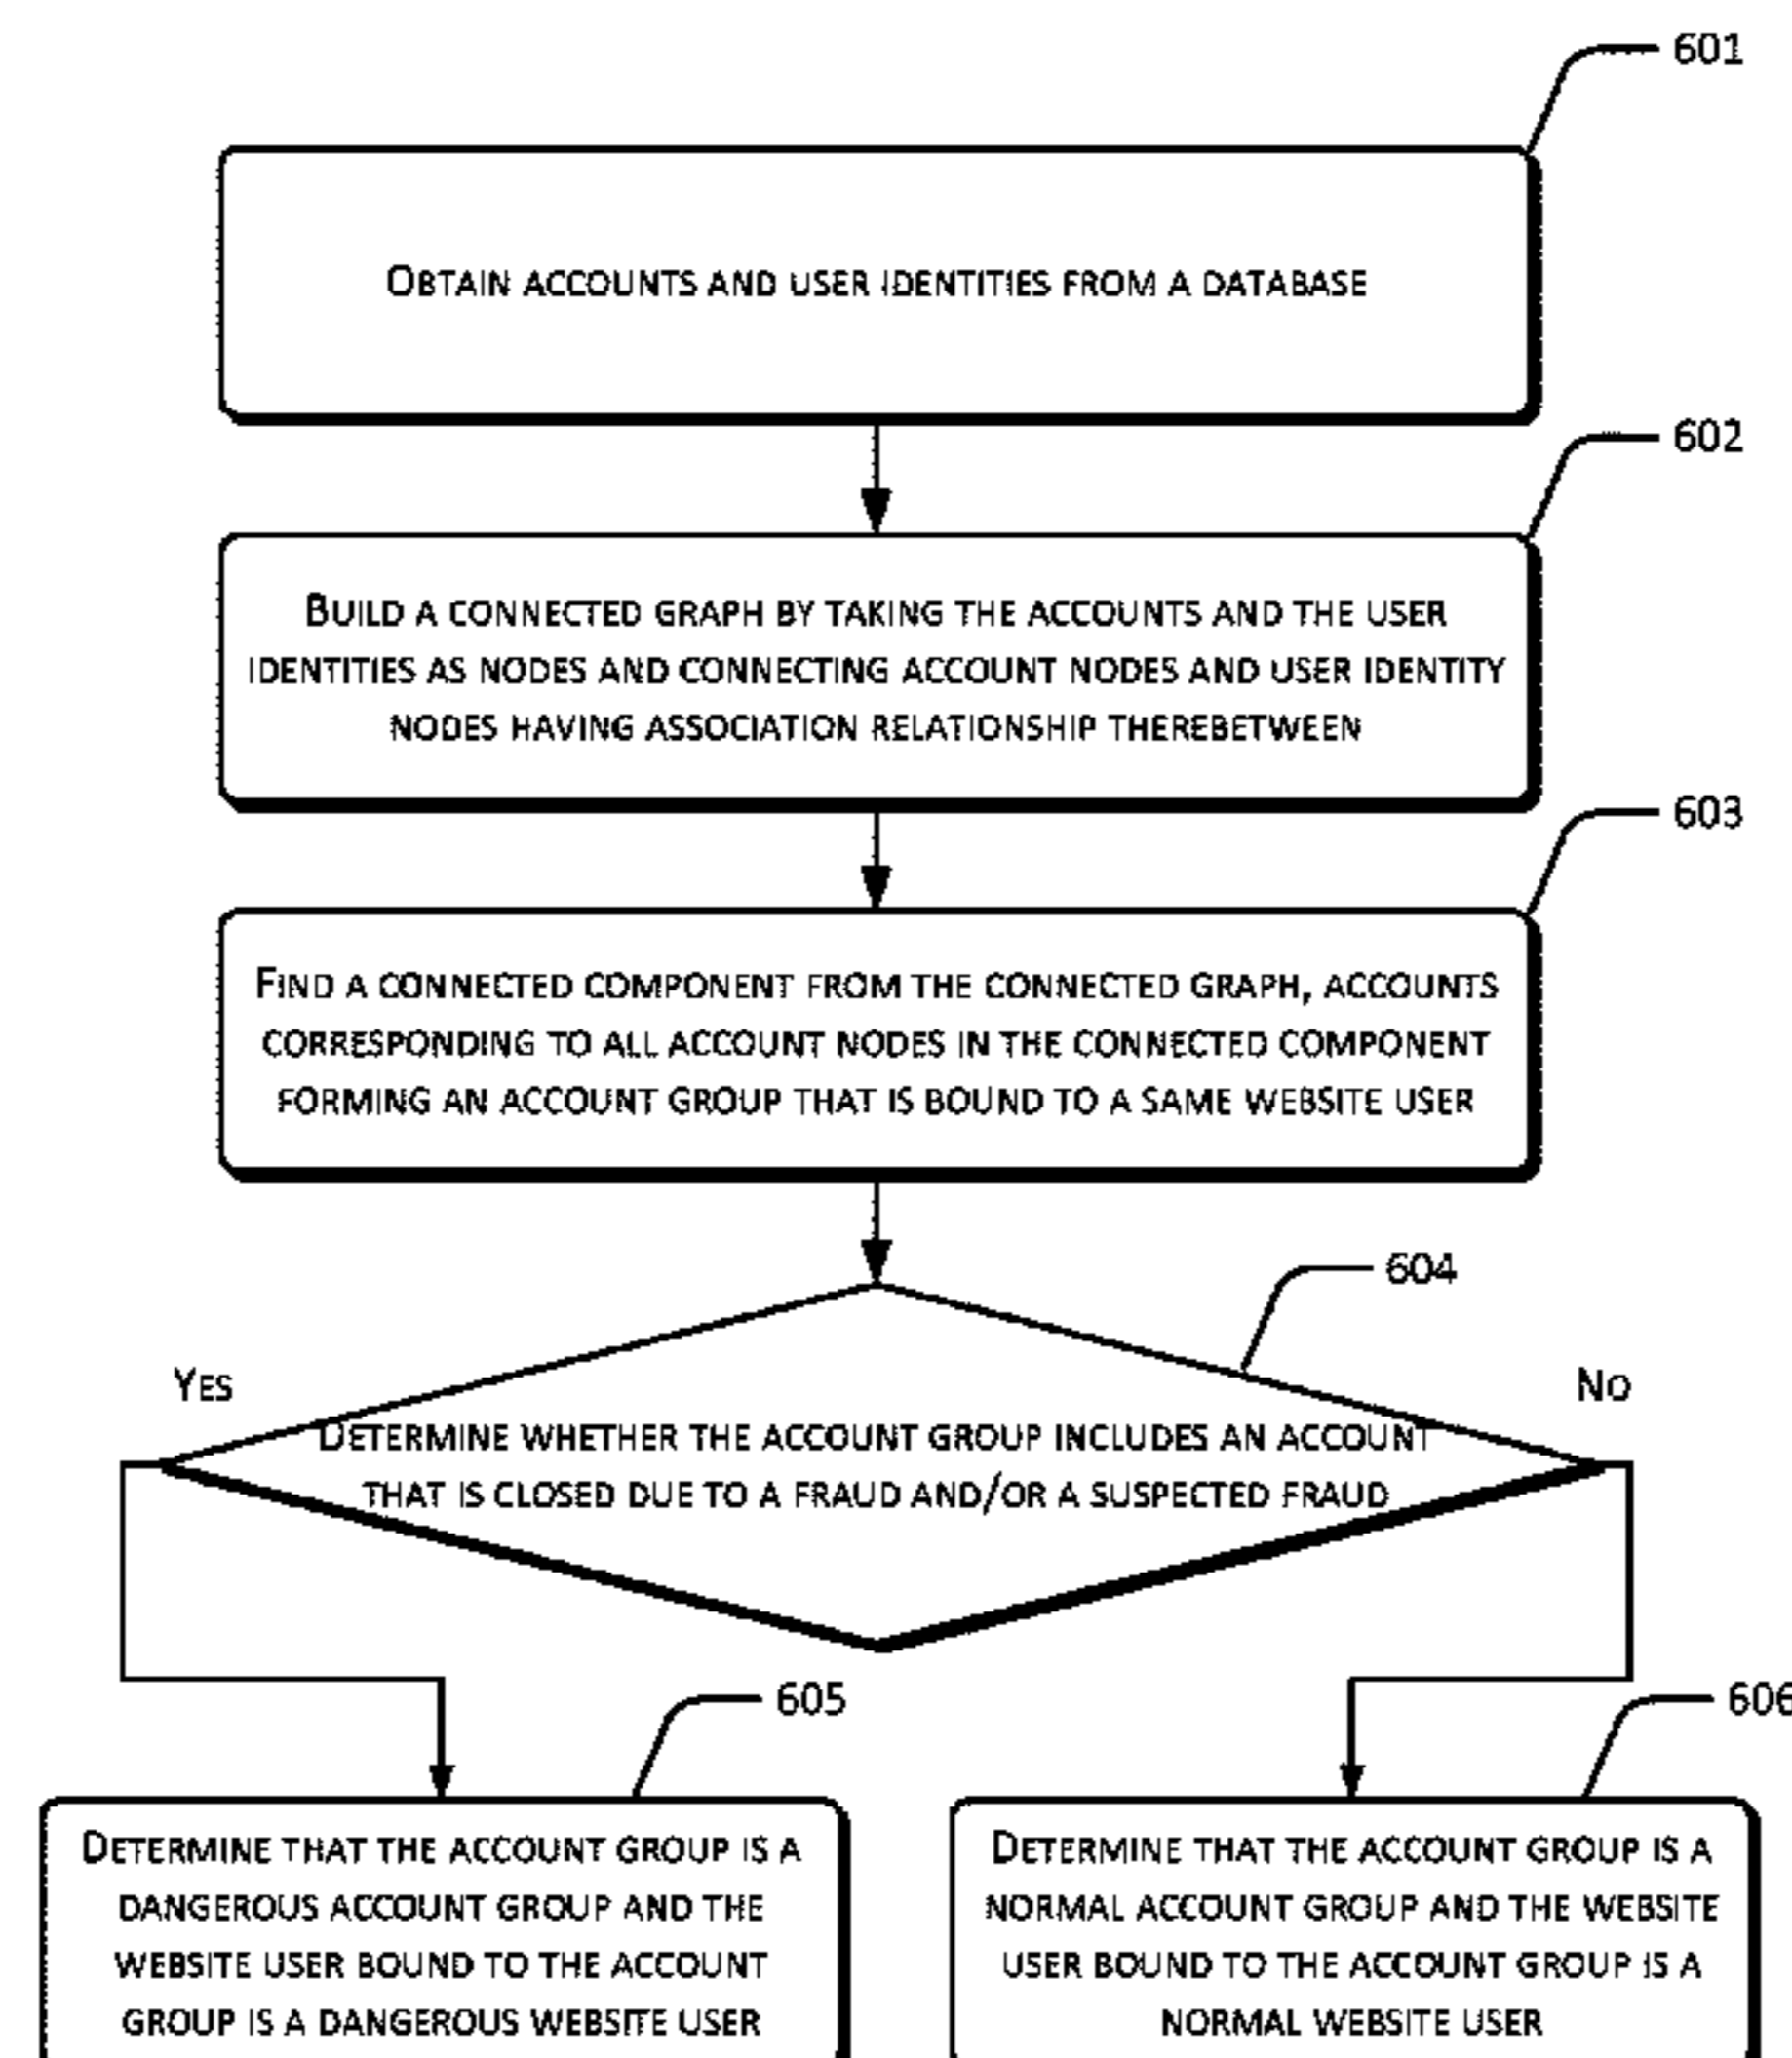 601
OBTAIN ACCOUNTS AND USER IDENTITIES FROM A DATABASE
602
BUILD A CONNECTED GRAPH BY TAKING THE ACCOUNTS AND THE USER
IDENTITIES AS NODES AND CONNECTING ACCOUNT NODES AND USER IDENTITY
NODES HAVING ASSOCIATION RELATIONSHIP THEREBETWEEN
603
FIND A CONNECTED COMPONENT FROM THE CONNECTED GRAPH, ACCOUNTS
CORRESPONDING TO ALL ACCOUNT NODES IN THE CONNECTED COMPONENT
FORMING AN ACCOUNT GROUP THAT IS BOUND TO A SAME WEBSITE USER
604
YES
NO
DETERMINE WHETHER THE ACCOUNT GROUP INCLUDES AN ACCOUNT
THAT IS CLOSED DUE TO A FRAUD AND/OR A SUSPECTED FRAUD
605
606
DETERMINE THAT THE ACCOUNT GROUP IS A
DANGEROUS ACCOUNT GROUP AND THE
WEBSITE USER BOUND TO THE ACCOUNT
GROUP IS A DANGEROUS WEBSITE USER
DETERMINE THAT THE ACCOUNT GROUP IS A
NORMAL ACCOUNT GROUP AND THE WEBSITE
USER BOUND TO THE ACCOUNT GROUP IS A
NORMAL WEBSITE USER